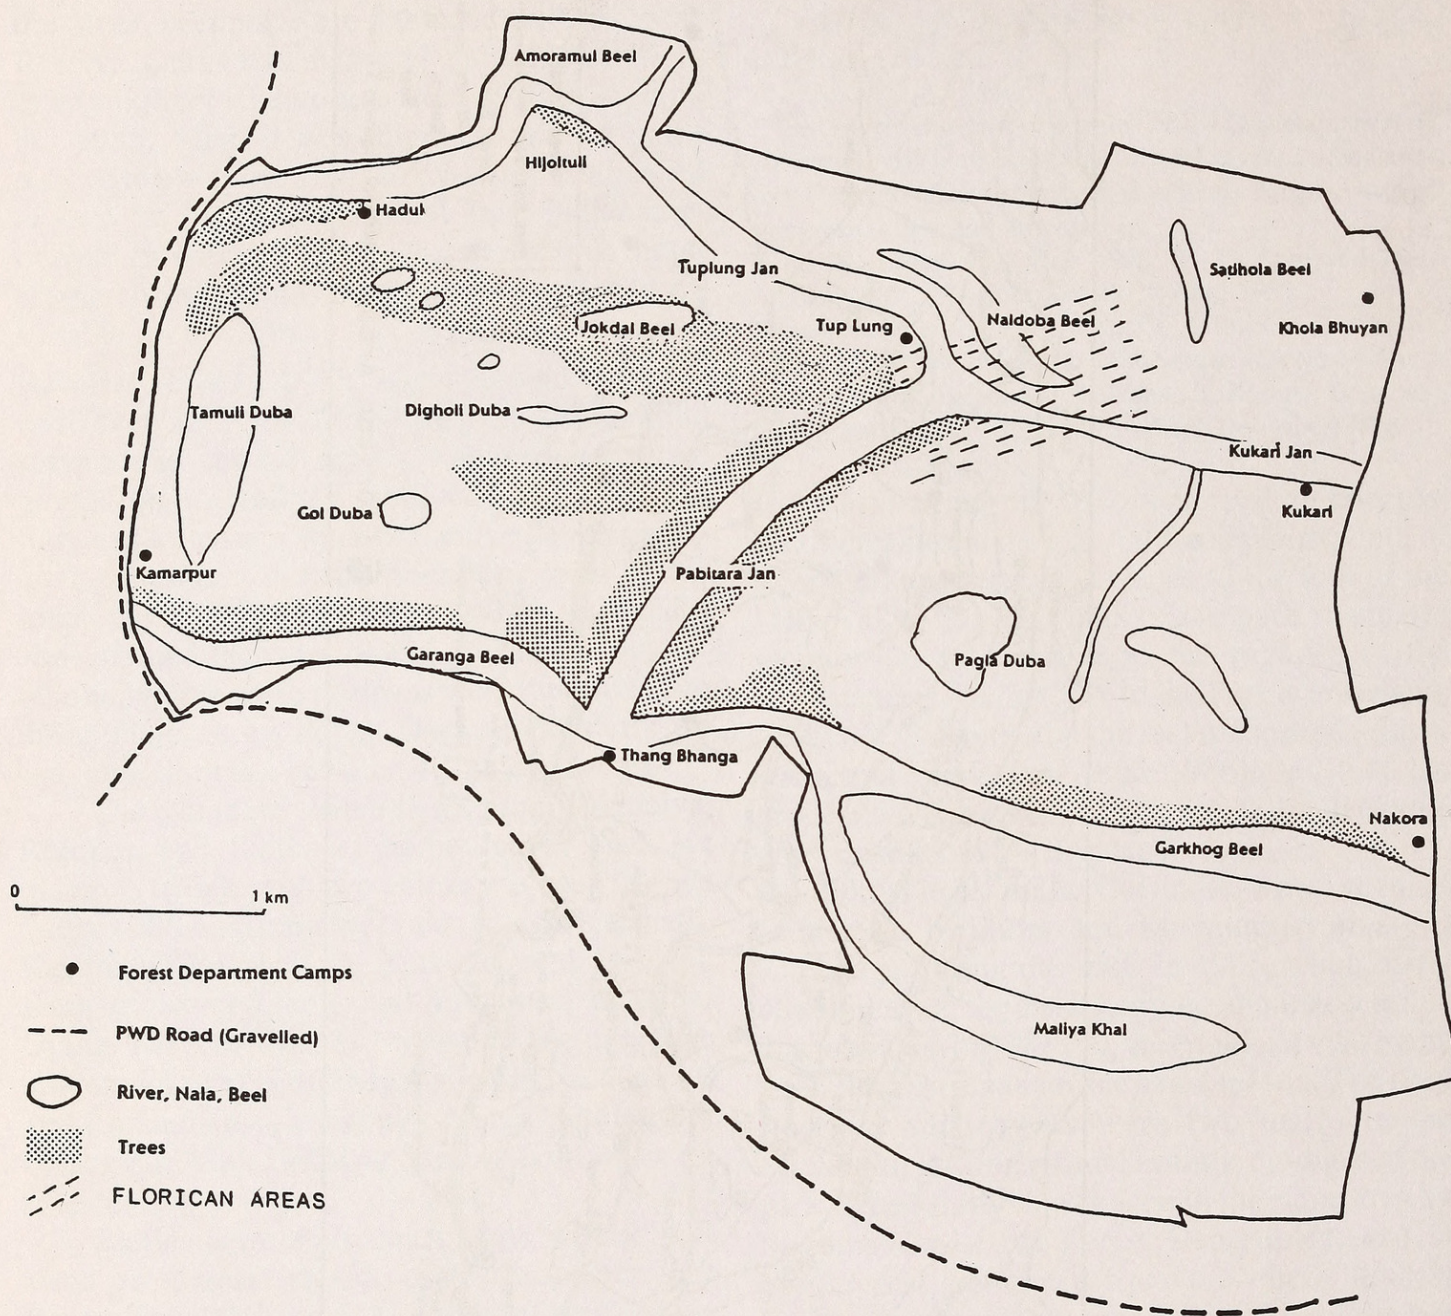 Amoramul Beel
Hijoltuli
Haduk
Tuplung Jan
Satihola Beel
Khola Bhuyan
Jokdal Beel
Tup Lung
Naldoba Beel
Tamuli Duba
Digholi Duba
Kukari Jan
Kukari
Gol Duba
Kamarpur
Pabitara Jan
Garanga Beel
Pagla Duba
Thang Bhanga
Nakora
Garkhog Beel
Maliya Khal
0 1 km
Forest Department Camps
PWD Road (Gravelled)
River, Nala, Beel
Trees
FLORICAN AREAS